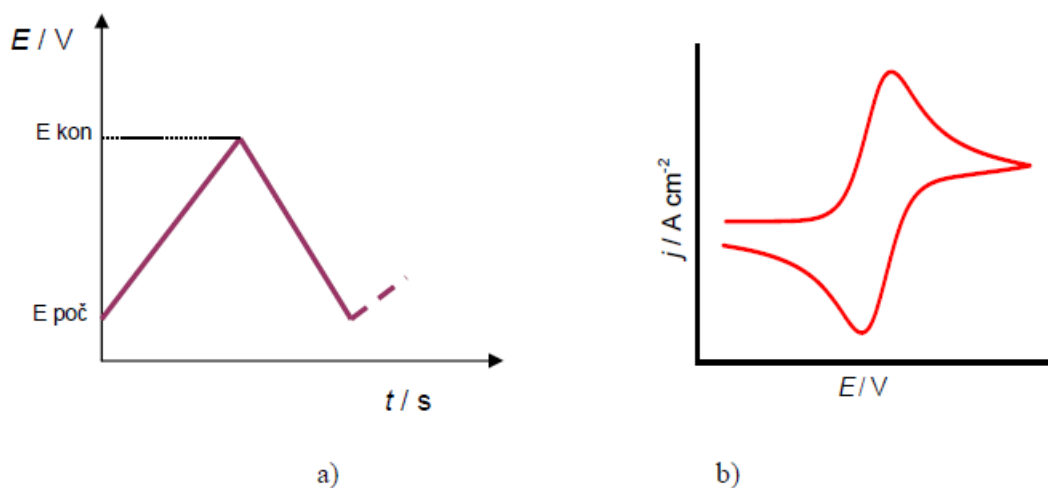 E / V
E kon
E poč
t / s
j / A cm⁻²
E / V
a)
b)